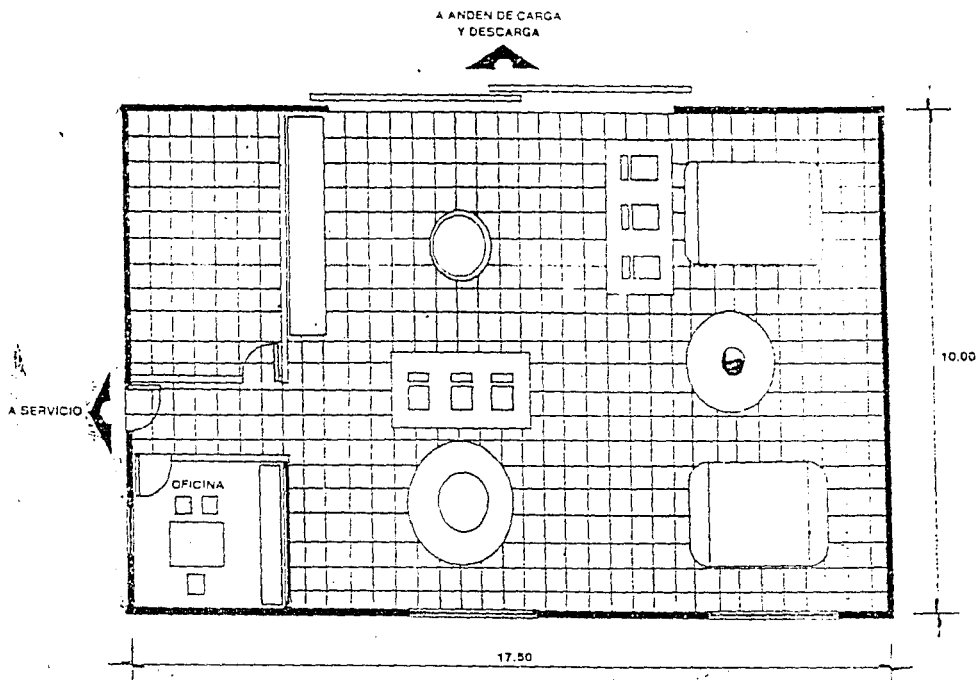 A ANDEN DE CARGA
Y DESCARGA
10.00
A SERVICIO
OFICINA
17.50